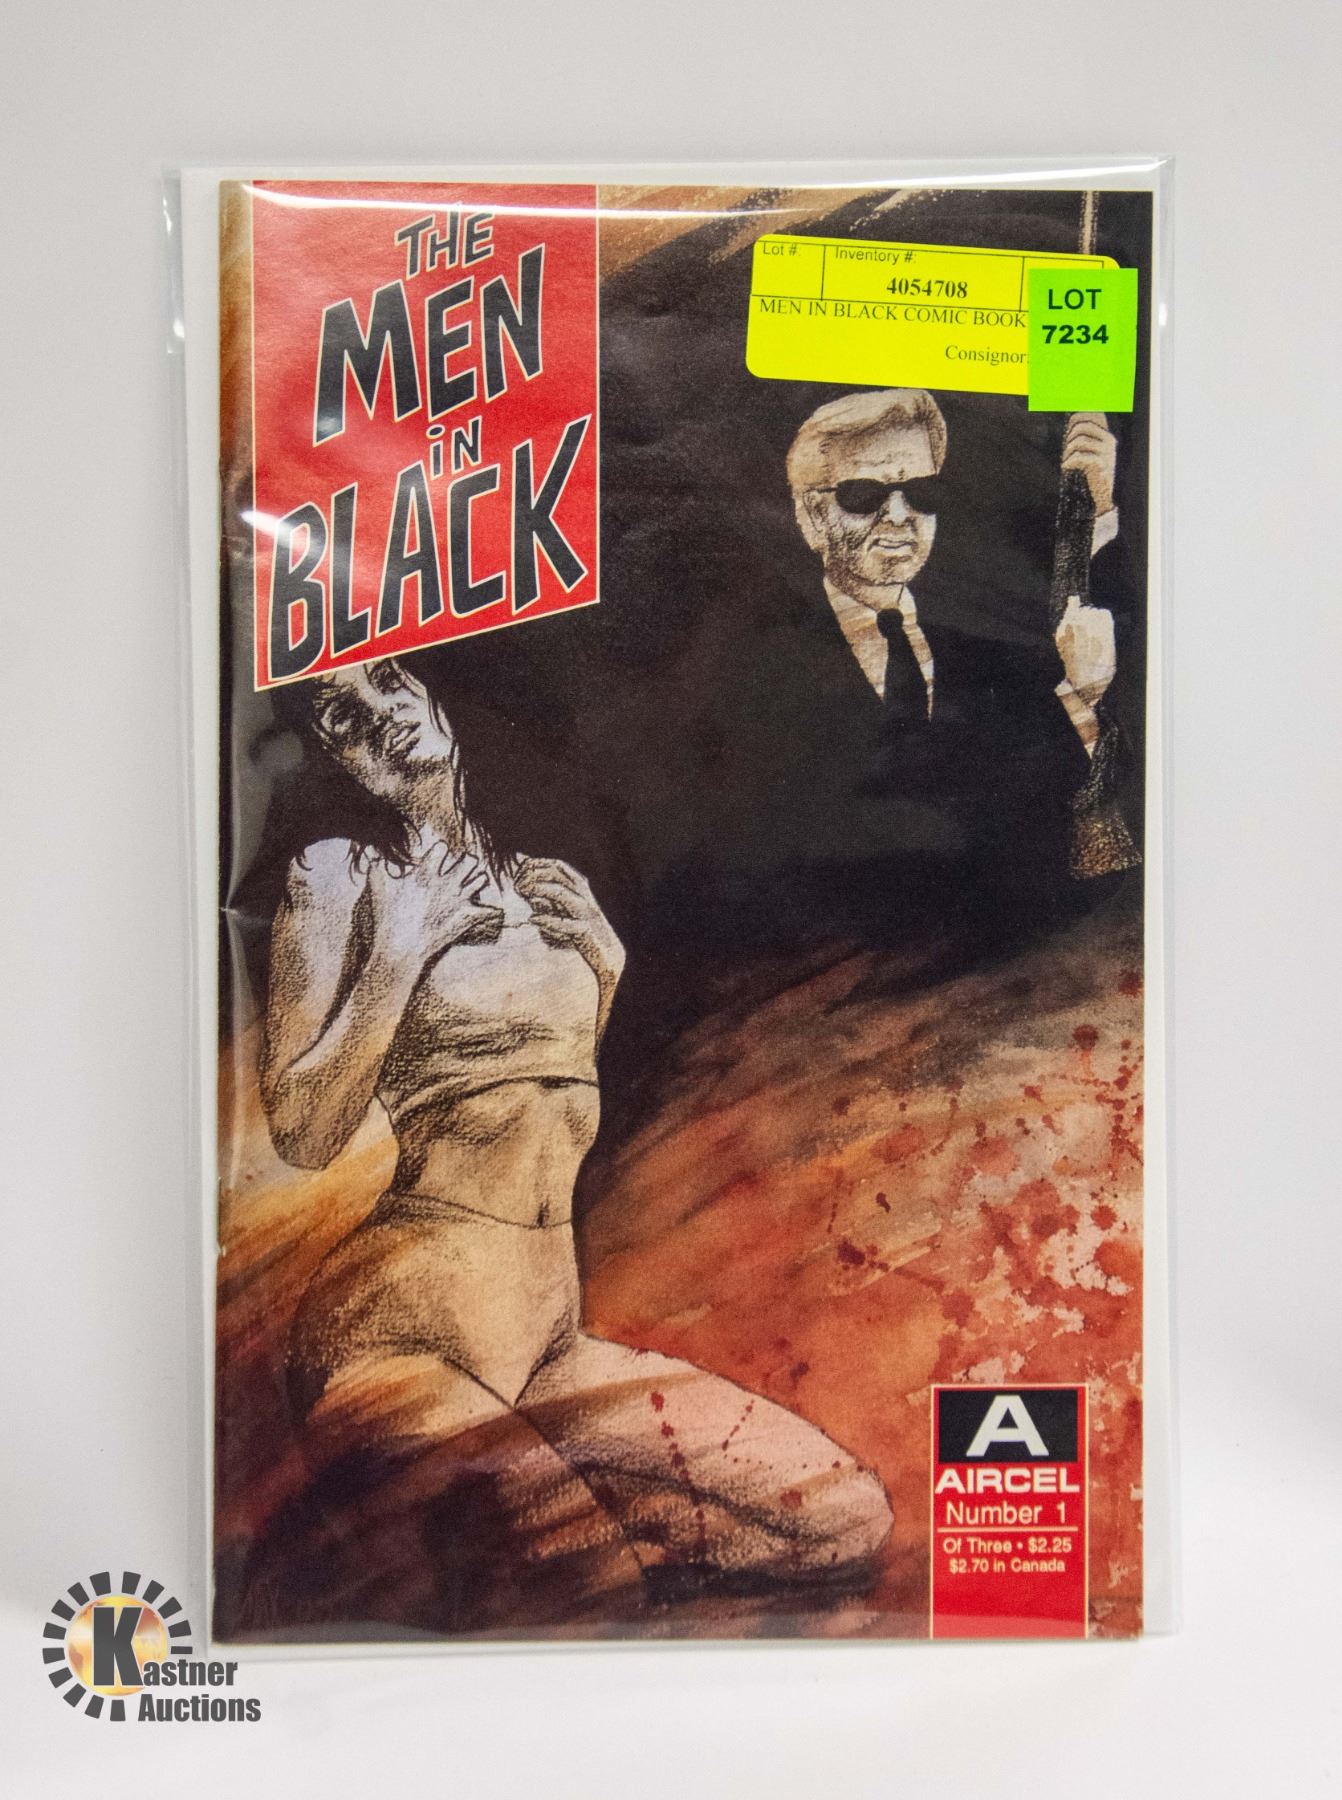 THE
MEN
iN
BLACK
Lot #:
Inventory #:
4054708
MEN IN BLACK COMIC BOOK
Consignor:
LOT
7234
A
AIRCEL
Number 1
Of Three • $2.25
$2.70 in Canada
Kastner
Auctions